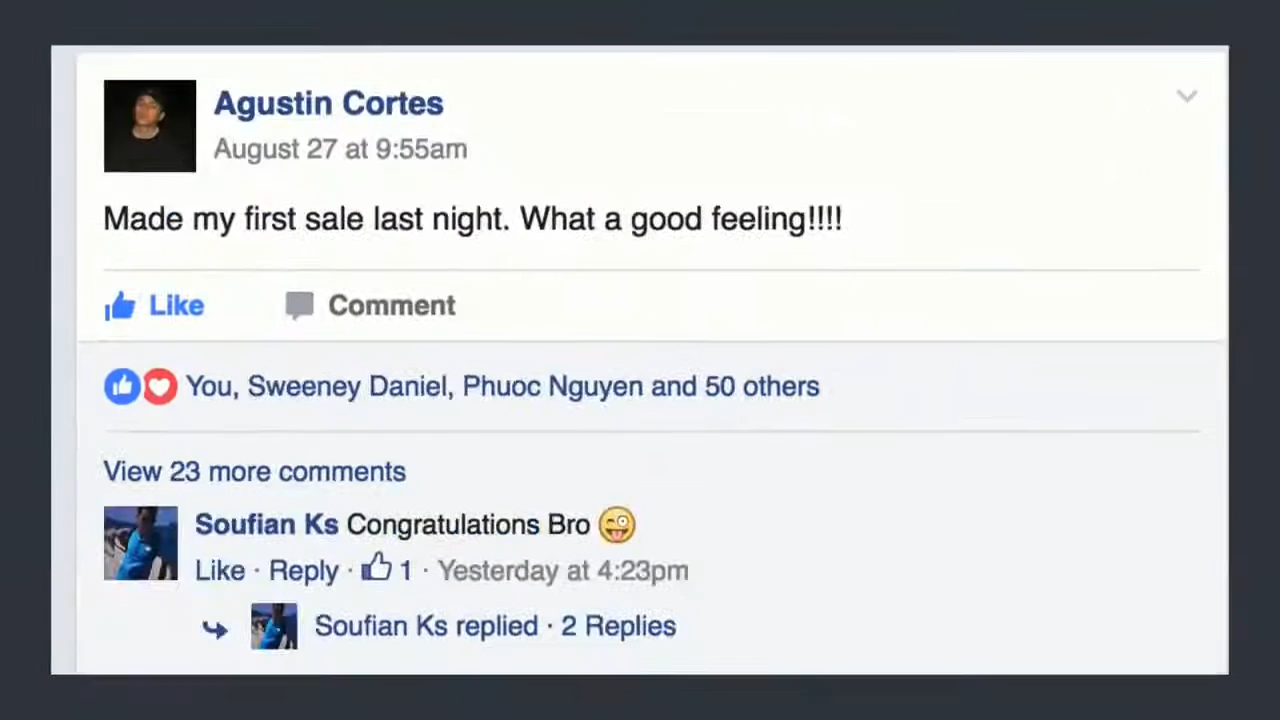 Agustin Cortes
August 27 at 9:55am
Made my first sale last night. What a good feeling!!!!
Like Comment
You, Sweeney Daniel, Phuoc Nguyen and 50 others
View 23 more comments
Soufian Ks Congratulations Bro 😜
Like · Reply · 1 · Yesterday at 4:23pm
Soufian Ks replied · 2 Replies